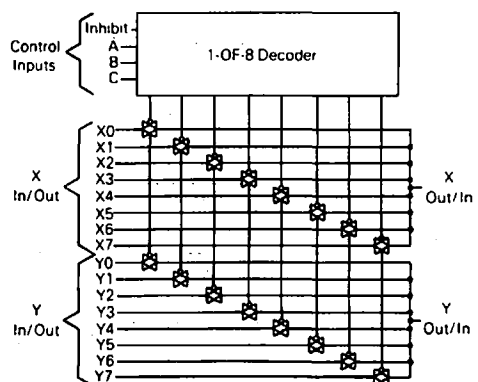 Control
Inputs
Inhibit
A
B
C
1-OF-8 Decoder
X
In/Out
X0
X1
X2
X3
X4
X5
X6
X7
X
Out/In
Y
In/Out
Y0
Y1
Y2
Y3
Y4
Y5
Y6
Y7
Y
Out/In